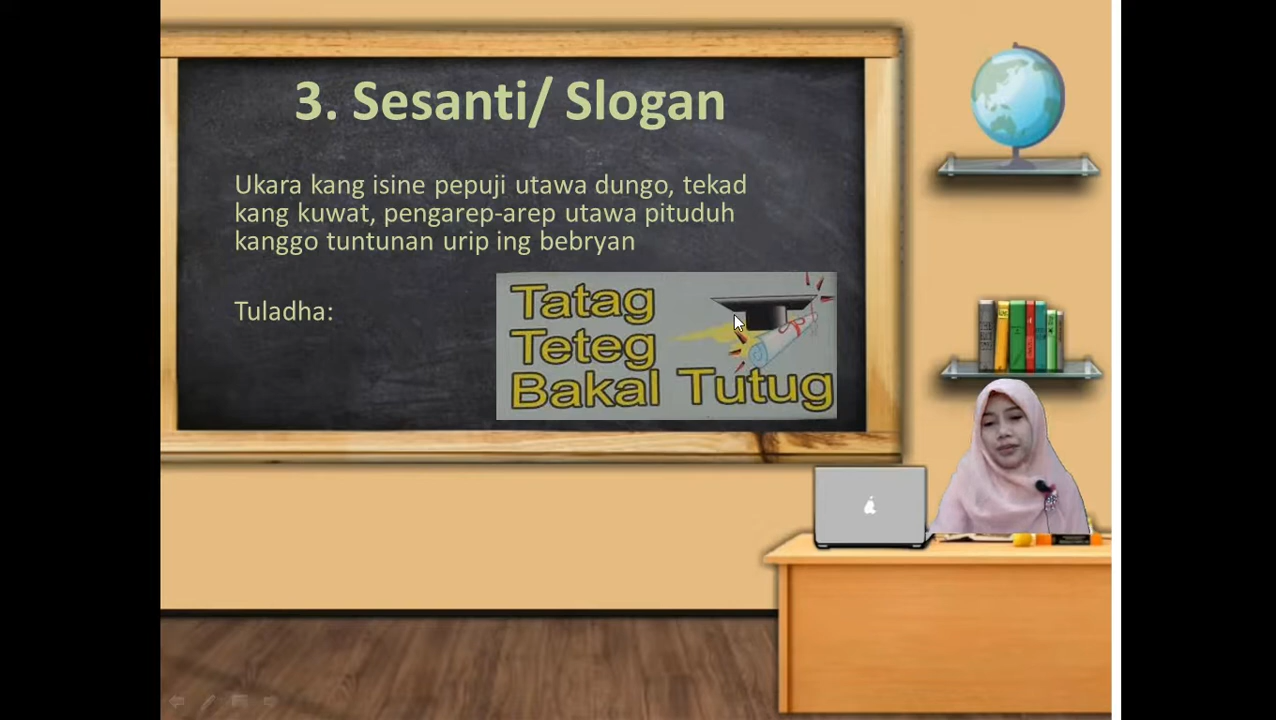 3. Sesanti/ Slogan
Ukara kang isine pepuji utawa dungo, tekad
kang kuwat, pengarep-arep utawa pituduh
kanggo tuntunan urip ing bebryan
Tuladha:
Tatag
Teteg
Bakal Tutug